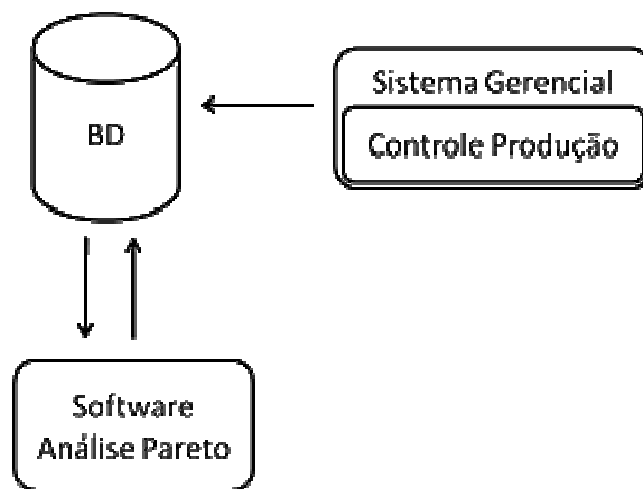 BD
Sistema Gerencial
Controle Produção
Software
Análise Pareto